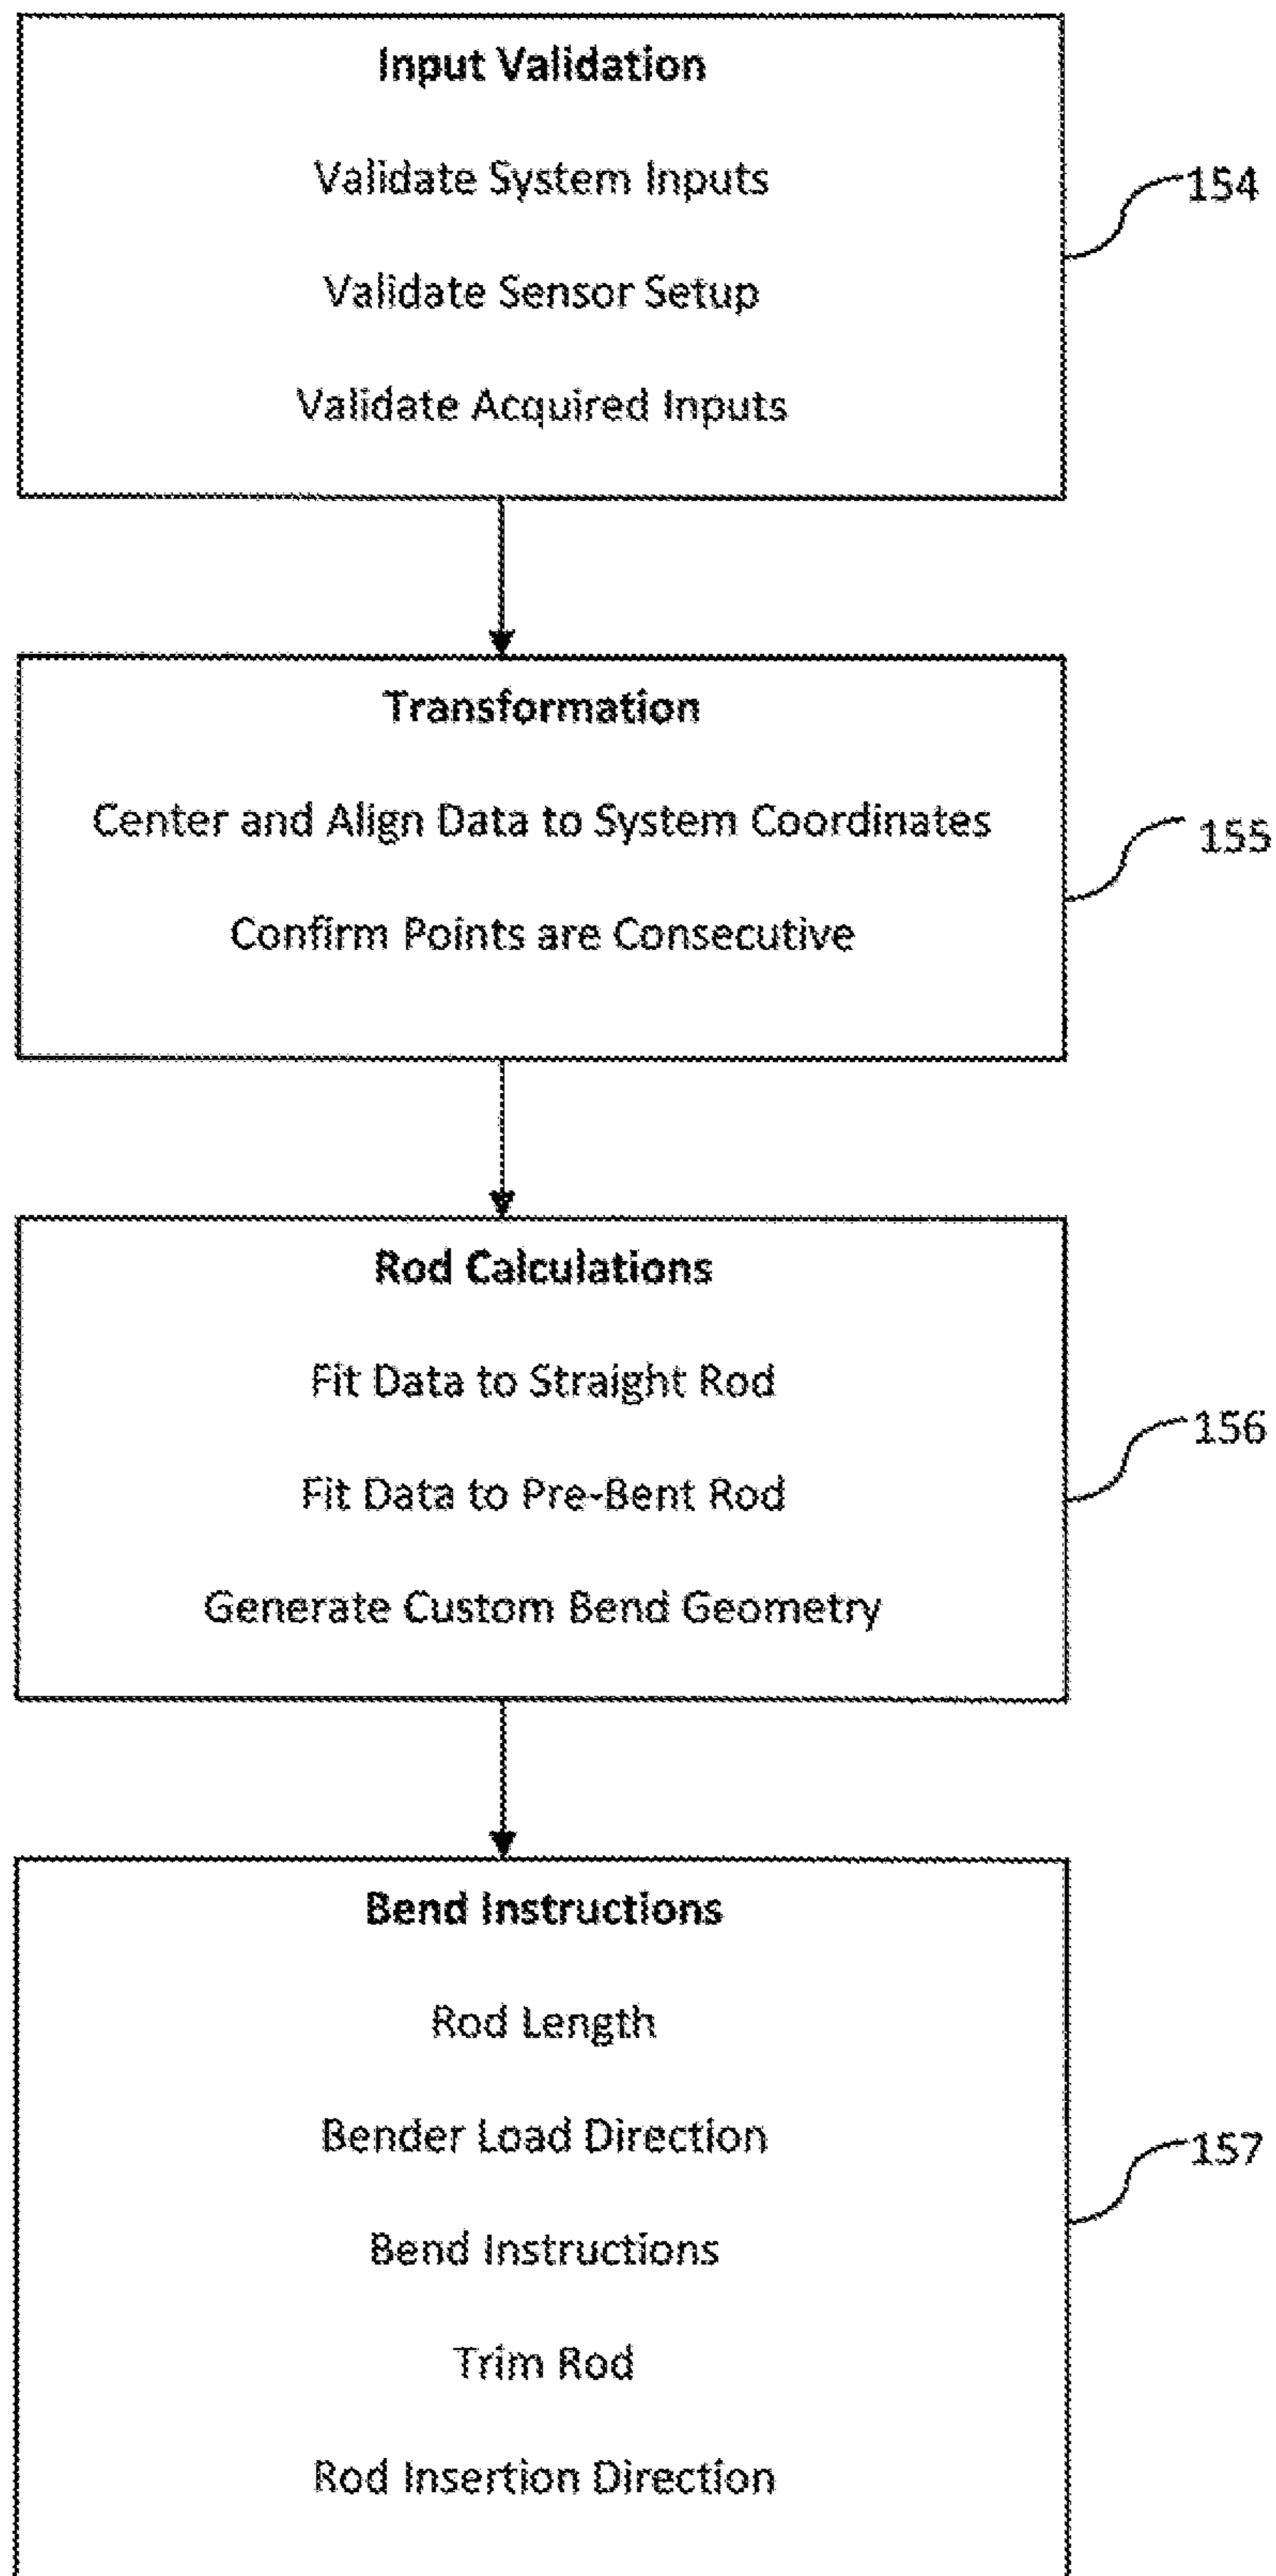 Input Validation
Validate System Inputs
Validate Sensor Setup
Validate Acquired Inputs
154
Transformation
Center and Align Data to System Coordinates
Confirm Points are Consecutive
155
Rod Calculations
Fit Data to Straight Rod
Fit Data to Pre-Bent Rod
Generate Custom Bend Geometry
156
Bend Instructions
Rod Length
Bender Load Direction
Bend Instructions
Trim Rod
Rod Insertion Direction
157